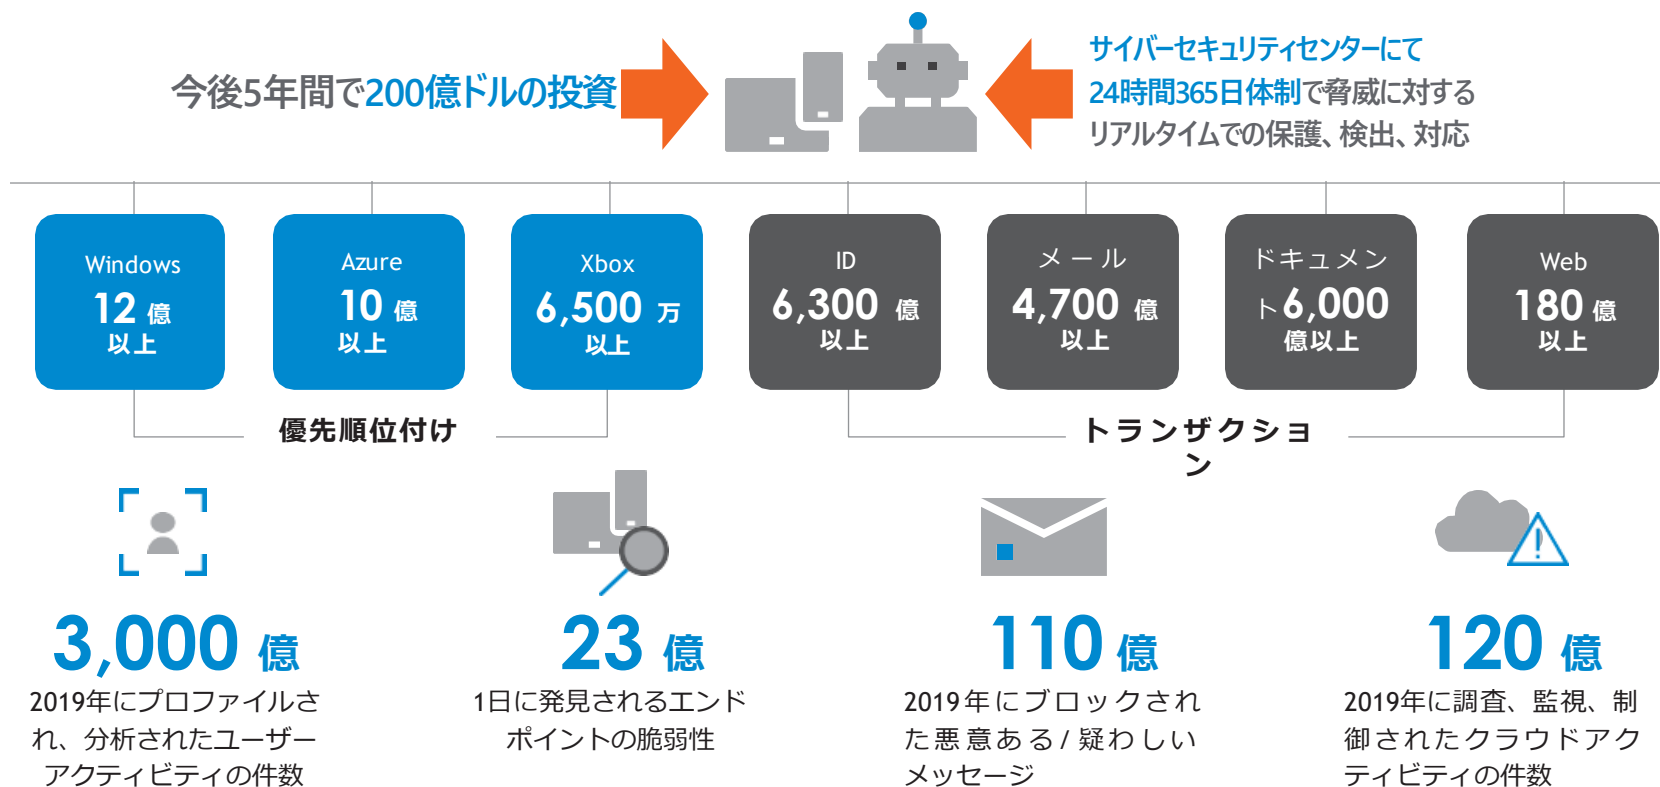 今後5年間で200億ドルの投資
サイバーセキュリティセンターにて
24時間365日体制で脅威に対する
リアルタイムでの保護、検出、対応
Windows
12 億
以上
Azure
10 億
以上
Xbox
6,500 万
以上
ID
6,300 億
以上
メール
4,700 億
以上
ドキュメン
ト6,000
億以上
Web
180 億
以上
優先順位付け
トランザクショ
ン
3,000 億
2019年にプロファイルさ
れ、分析されたユーザー
アクティビティの件数
23 億
1日に発見されるエンド
ポイントの脆弱性
110 億
2019年にブロックされ
た悪意ある/疑わしい
メッセージ
120 億
2019年に調査、監視、制
御されたクラウドアク
ティビティの件数